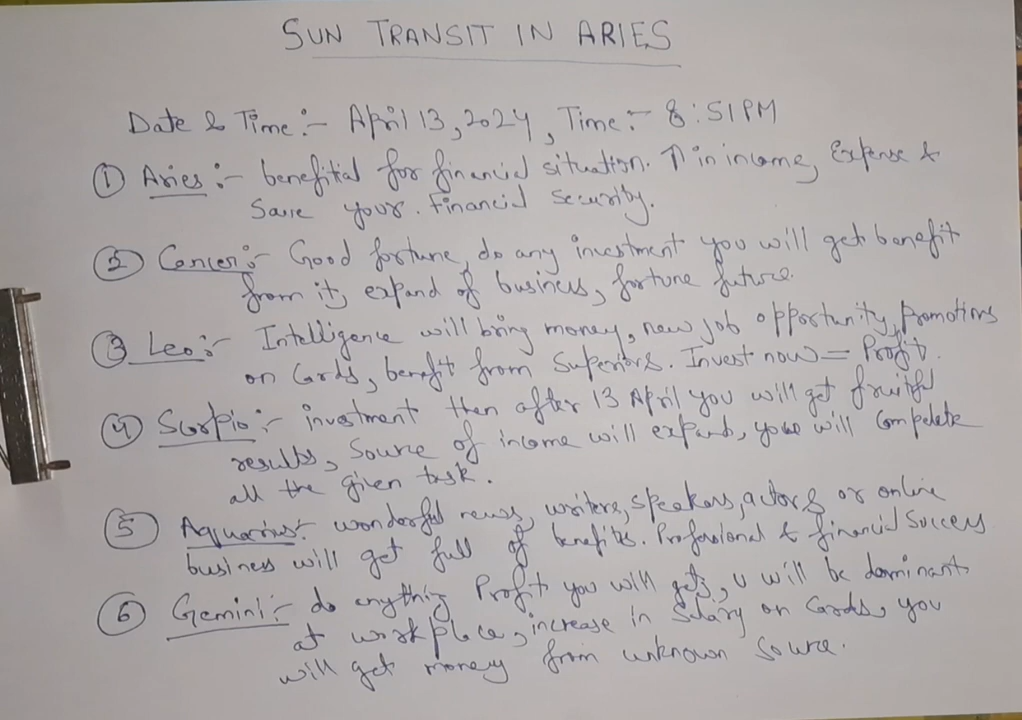 SUN TRANSIT IN ARIES
Date & Time :- April 13, 2024, Time :- 8:51 PM
① Aries :- benefitial for financial situation. ↑ in income, Expense &
Save your financial security.
② Cancer :- Good fortune, do any investment you will get benefit
from it, expand of business, fortune future.
③ Leo :- Intelligence will bring money, new job opportunity, promotions
on Cards, benefit from Superiors. Invest now = Profit.
④ Scorpio :- investment then after 13 April you will get fruitful
results, Source of income will expand, you will Compelete
all the given task.
⑤ Aquarius :- wonderful news, writers, speakers, actors or online
business will get full of benefits. Professional & financial Success
⑥ Gemini :- do anything Profit you will get, u will be dominant
at workplace, increase in Salary on Cards, you
will get money from unknown source.